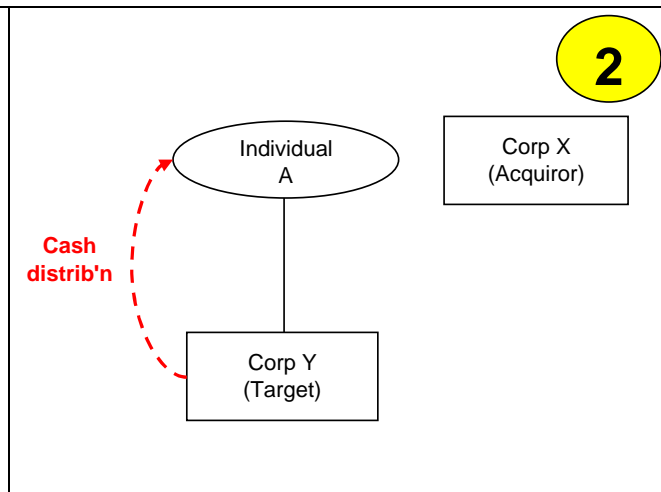 2
Individual
A
Corp X
(Acquiror)
Cash
distrib'n
Corp Y
(Target)